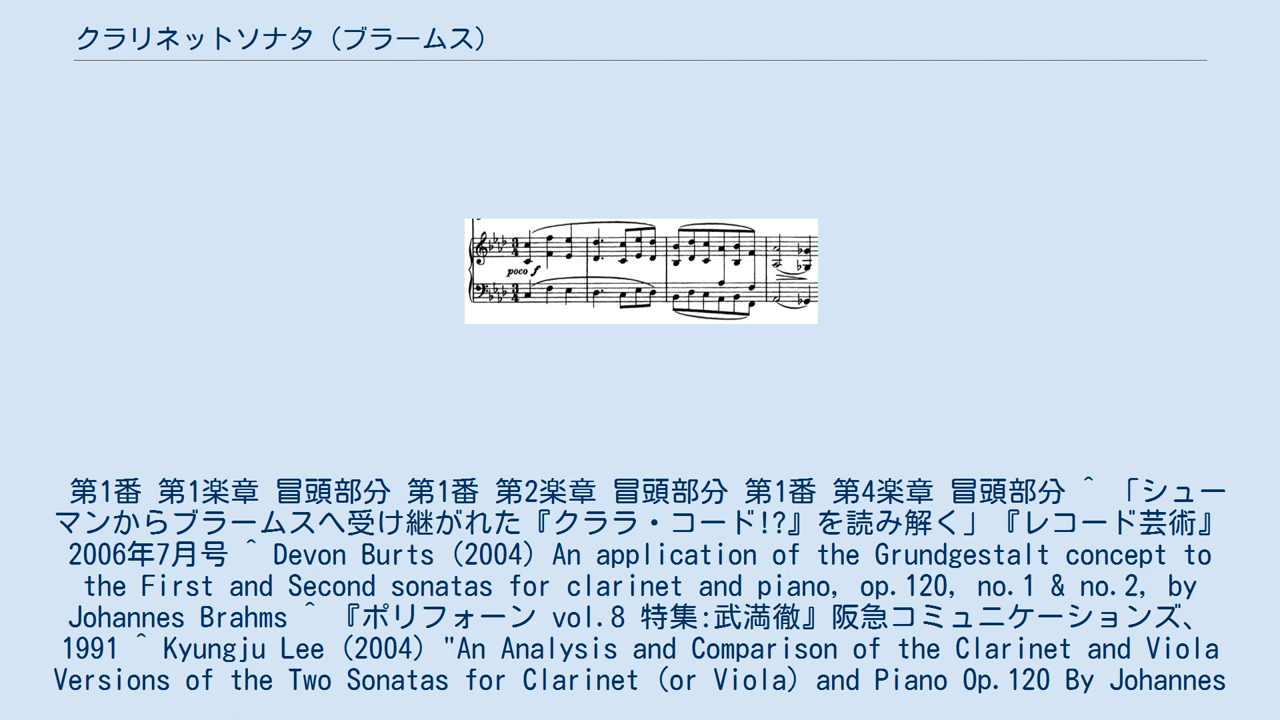 クラリネットソナタ（ブラームス）
poco f
第1番 第1楽章 冒頭部分 第1番 第2楽章 冒頭部分 第1番 第4楽章 冒頭部分 ^ 「シュー
マンからブラームスへ受け継がれた『クララ・コード!?』を読み解く」『レコード芸術』
2006年7月号 ^ Devon Burts (2004) An application of the Grundgestalt concept to
the First and Second sonatas for clarinet and piano, op.120, no.1 & no.2, by
Johannes Brahms ^ 『ポリフォーン vol.8 特集:武満徹』阪急コミュニケーションズ、
1991 ^ Kyungju Lee (2004) "An Analysis and Comparison of the Clarinet and Viola
Versions of the Two Sonatas for Clarinet (or Viola) and Piano Op.120 By Johannes